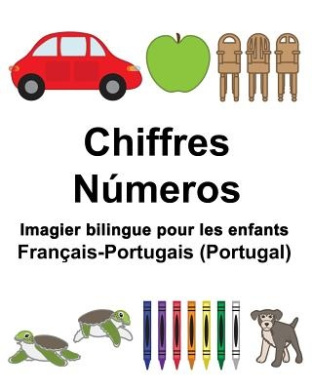 Chiffres
Números
Imagier bilingue pour les enfants
Français-Portugais (Portugal)